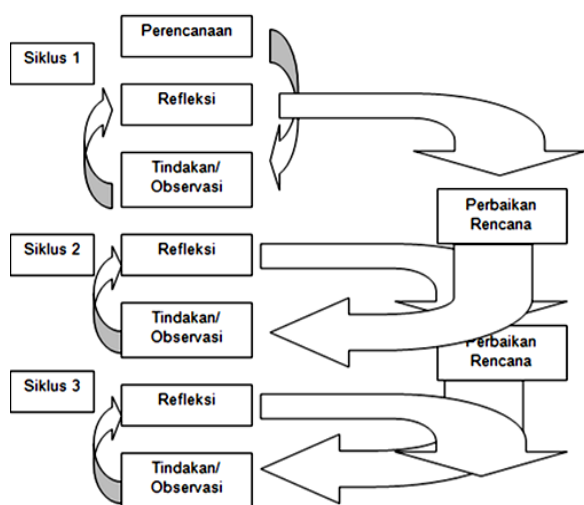 Perencanaan
Siklus 1
Refleksi
Tindakan/
Observasi
Perbaikan
Rencana
Siklus 2
Refleksi
Tindakan/
Observasi
Perbaikan
Rencana
Siklus 3
Refleksi
Tindakan/
Observasi